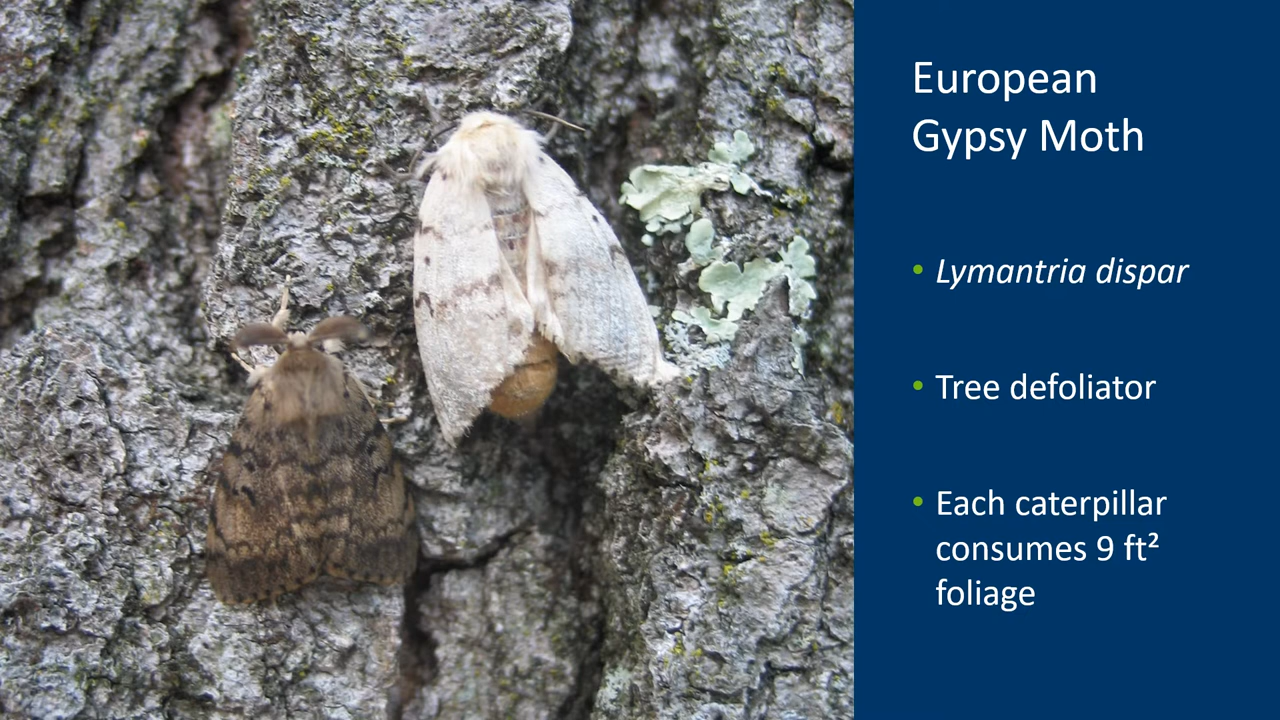 European
Gypsy Moth
• Lymantria dispar
• Tree defoliator
• Each caterpillar
consumes 9 ft²
foliage